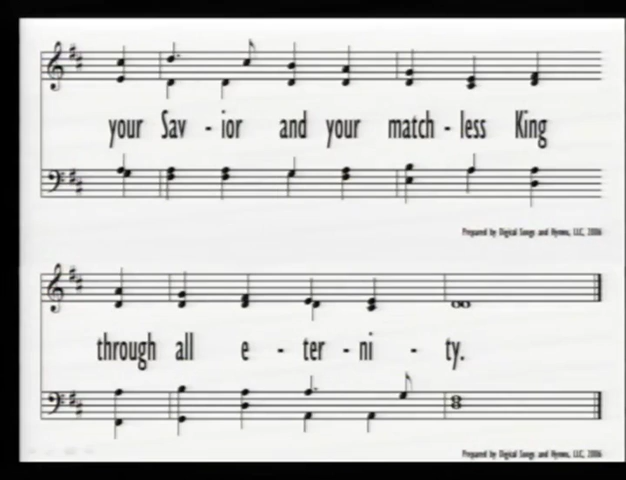 your Sav - ior and your match - less King
Prepared by Digital Songs and Hymns, LLC, 2006
through all e - ter - ni - ty.
Prepared by Digital Songs and Hymns, LLC, 2006